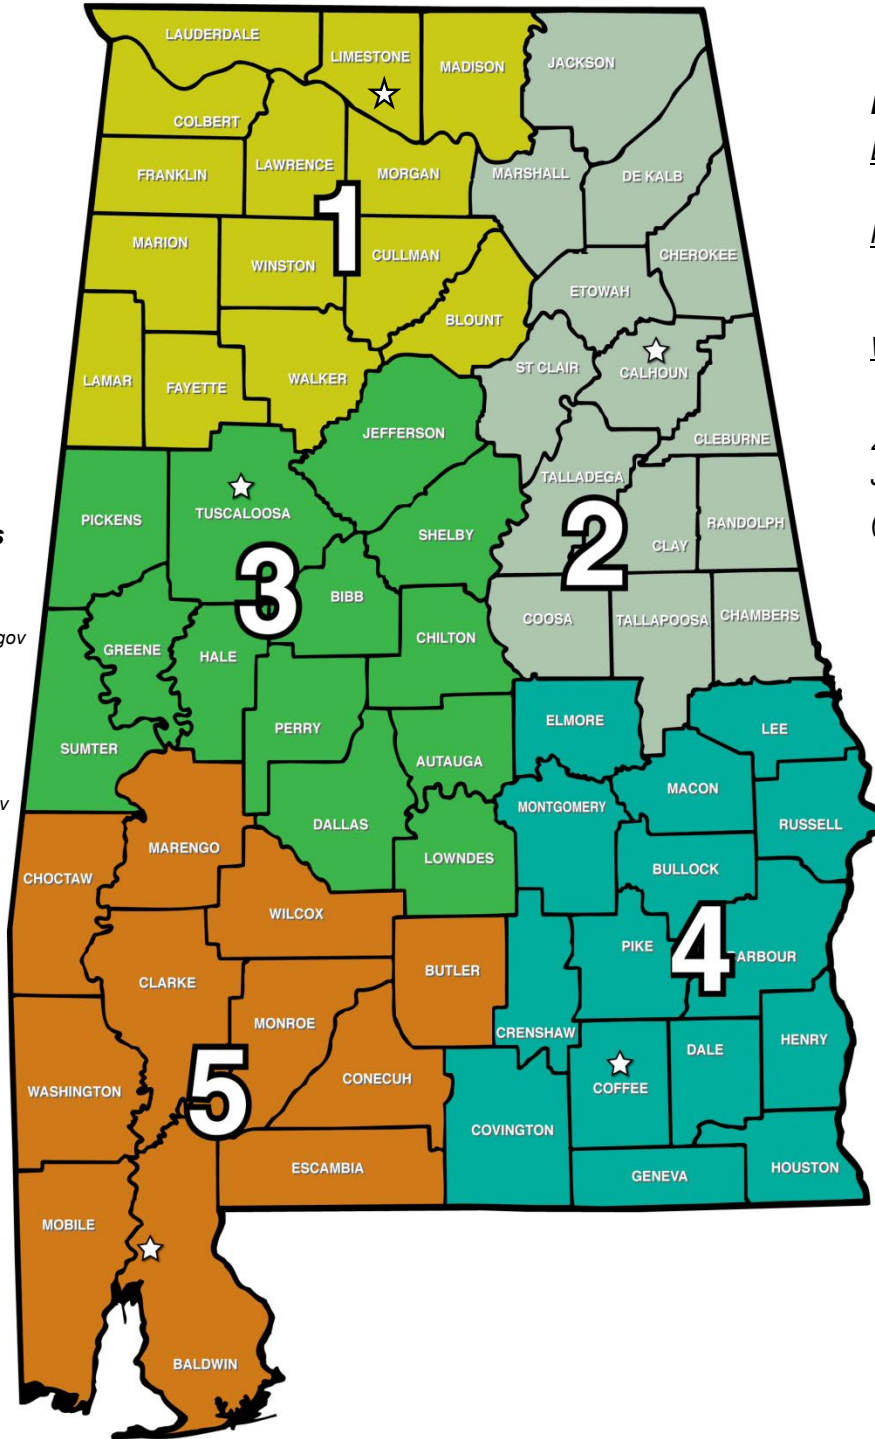 LAUDERDALE
LIMESTONE
MADISON
JACKSON
COLBERT
LAWRENCE
FRANKLIN
MORGAN
MARSHALL
DE KALB
1
MARION
WINSTON
CULLMAN
CHEROKEE
ETOWAH
BLOUNT
LAMAR
FAYETTE
WALKER
ST CLAIR
CALHOUN
JEFFERSON
CLEBURNE
TALLADEGA
PICKENS
TUSCALOOSA
SHELBY
2
CLAY
RANDOLPH
s
3
BIBB
COOSA
TALLAPOOSA
CHAMBERS
gov
GREENE
HALE
CHILTON
SUMTER
PERRY
AUTAUGA
ELMORE
LEE
v
MACON
MONTGOMERY
RUSSELL
DALLAS
MARENGO
LOWNDES
BULLOCK
CHOCTAW
WILCOX
PIKE
4
ARBOUR
CLARKE
BUTLER
MONROE
CRENSHAW
DALE
HENRY
5
WASHINGTON
CONECUH
COFFEE
COVINGTON
ESCAMBIA
GENEVA
HOUSTON
MOBILE
BALDWIN
(